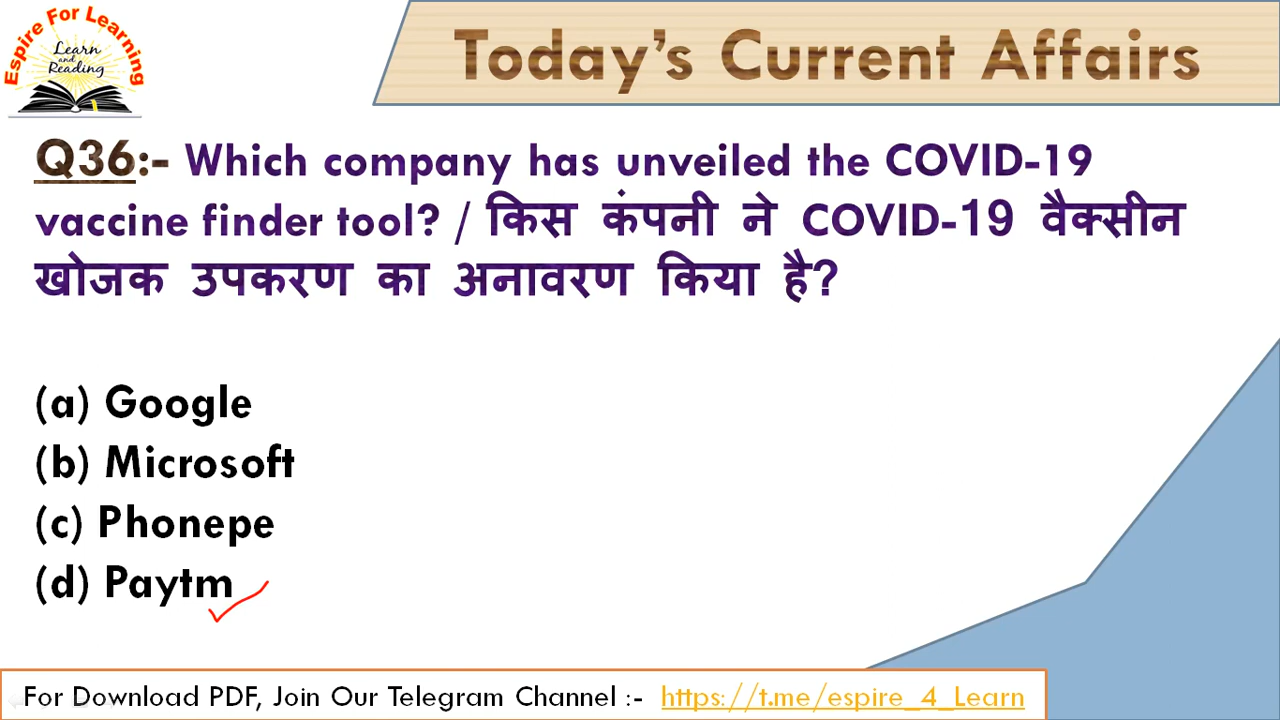 Espire For Learning
Learn
and
Reading
Today's Current Affairs
Q36:- Which company has unveiled the COVID-19
vaccine finder tool? / किस कंपनी ने COVID-19 वैक्सीन
खोजक उपकरण का अनावरण किया है?
(a) Google
(b) Microsoft
(c) Phonepe
(d) Paytm
For Download PDF, Join Our Telegram Channel :- https://t.me/espire_4_Learn